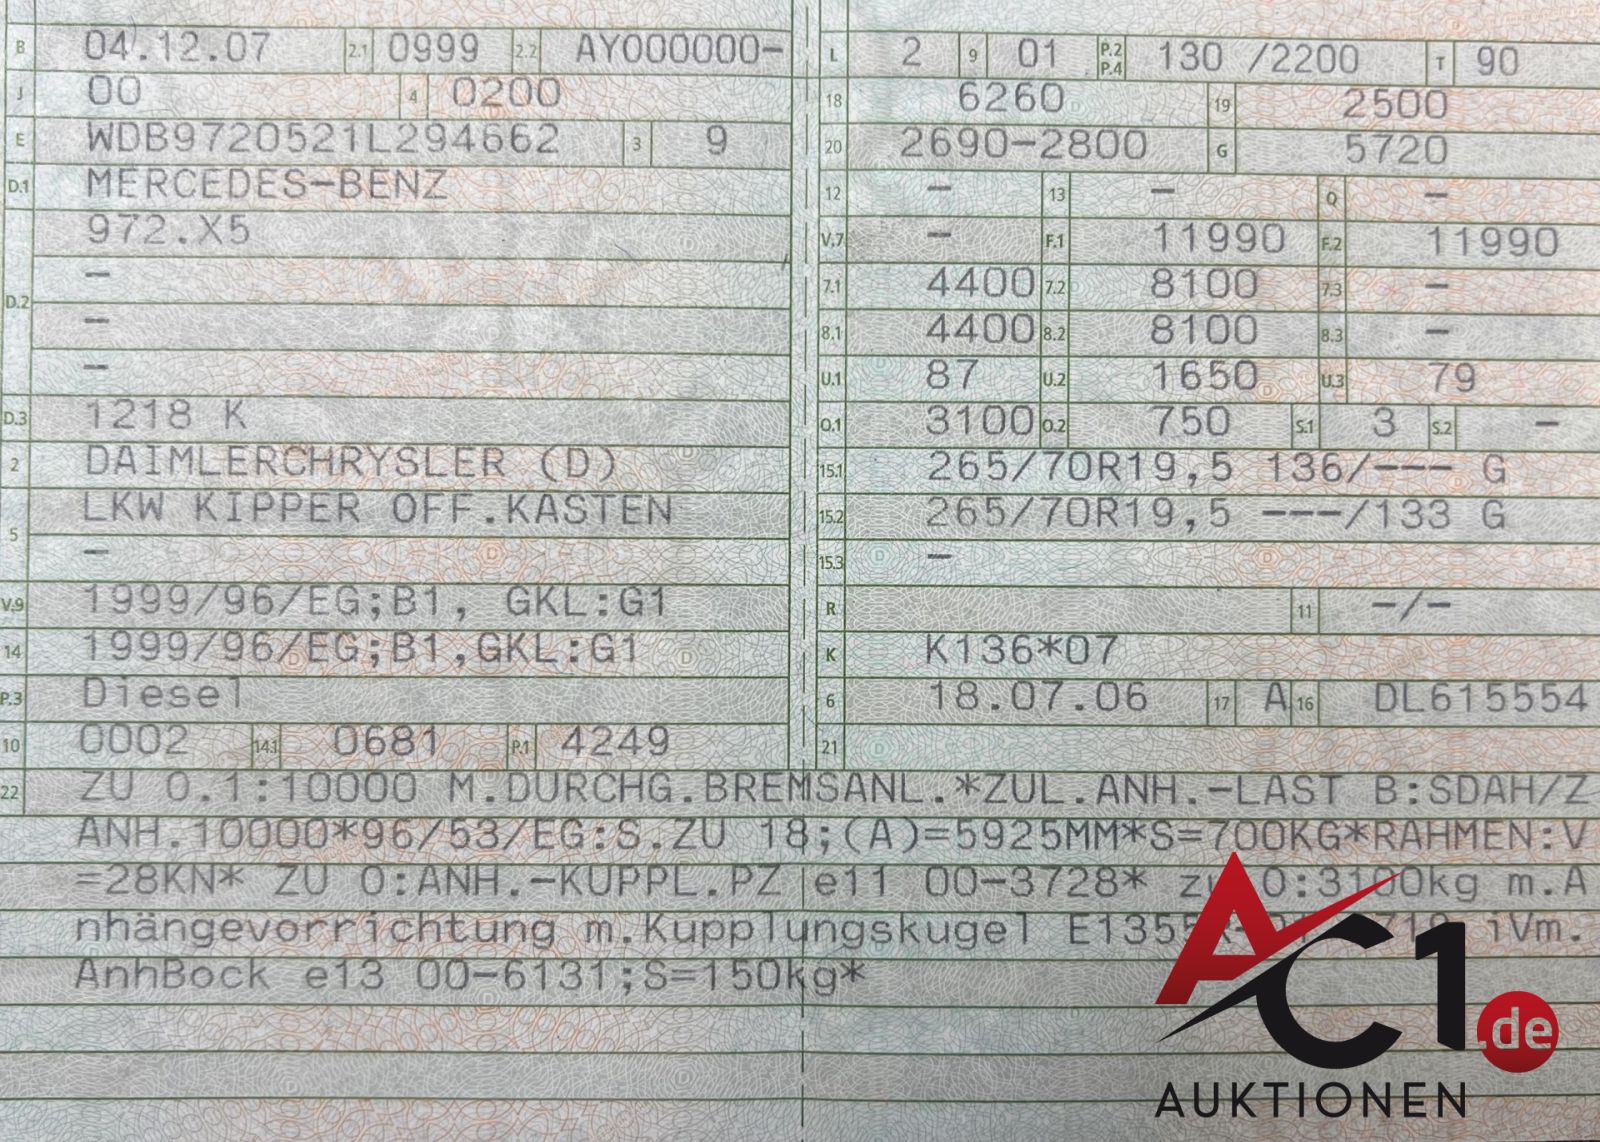 B 04.12.07 2.1 0999 2.2 AY000000-
J 00 4 0200
E WDB9720521L294662 3 9
D.1 MERCEDES-BENZ
D.2 972.X5
-
-
-
D.3 1218 K
2 DAIMLERCHRYSLER (D)
5 LKW KIPPER OFF.KASTEN
-
V.9 1999/96/EG;B1, GKL:G1
14 1999/96/EG;B1,GKL:G1
P.3 Diesel
10 0002 14.1 0681 P.1 4249
L 2 9 01 P.2 P.4 130 /2200 T 90
18 6260 19 2500
20 2690-2800 G 5720
12 - 13 - Q -
V.7 - F.1 11990 F.2 11990
7.1 4400 7.2 8100 7.3 -
8.1 4400 8.2 8100 8.3 -
U.1 87 U.2 1650 U.3 79
O.1 3100 O.2 750 S.1 3 S.2 -
15.1 265/70R19,5 136/--- G
15.2 265/70R19,5 ---/133 G
15.3 -
R 11 -/-
K K136*07
6 18.07.06 17 A 16 DL615554
21
22 ZU O.1:10000 M.DURCHG.BREMSANL.*ZUL.ANH.-LAST B:SDAH/Z
ANH.10000*96/53/EG:S.ZU 18;(A)=5925MM*S=700KG*RAHMEN:V
=28KN* ZU O:ANH.-KUPPL.PZ e11 00-3728* zu O:3100kg m.A
nhängevorrichtung m.Kupplungskugel iVm.
AnhBock e13 00-6131;S=150kg*
AC1.de
AUKTIONEN